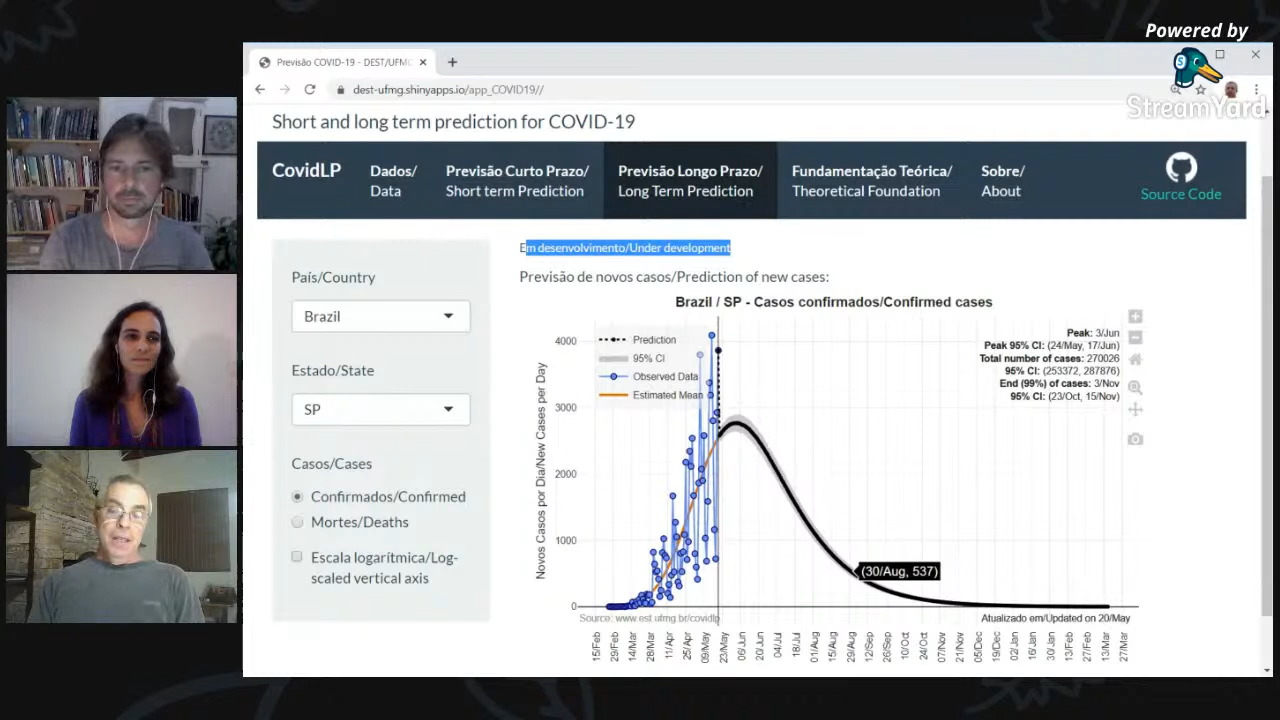 Powered by
StreamYard
Previsão COVID-19 - DEST/UFMG
dest-ufmg.shinyapps.io/app_COVID19//
Short and long term prediction for COVID-19
CovidLP
Dados/
Data
Previsão Curto Prazo/
Short term Prediction
Previsão Longo Prazo/
Long Term Prediction
Fundamentação Teórica/
Theoretical Foundation
Sobre/
About
Source Code
País/Country
Brazil
Estado/State
SP
Casos/Cases
Confirmados/Confirmed
Mortes/Deaths
Escala logarítmica/Log-
scaled vertical axis
Em desenvolvimento/Under development
Previsão de novos casos/Prediction of new cases:
Brazil / SP - Casos confirmados/Confirmed cases
Prediction
95% CI
Observed Data
Estimated Mean
Peak: 3/Jun
Peak 95% CI: (24/May, 17/Jun)
Total number of cases: 270026
95% CI: (253372, 287876)
End (99%) of cases: 3/Nov
95% CI: (23/Oct, 15/Nov)
Novos Casos por Dia/New Cases per Day
4000
3000
2000
1000
0
(30/Aug, 537)
Source: www.est.ufmg.br/covidlp
Atualizado em/Updated on 20/May
15/Feb
29/Feb
14/Mar
28/Mar
11/Apr
25/Apr
09/May
23/May
06/Jun
20/Jun
04/Jul
18/Jul
01/Aug
15/Aug
29/Aug
12/Sep
26/Sep
10/Oct
24/Oct
07/Nov
21/Nov
05/Dec
19/Dec
02/Jan
16/Jan
30/Jan
13/Feb
27/Feb
13/Mar
27/Mar